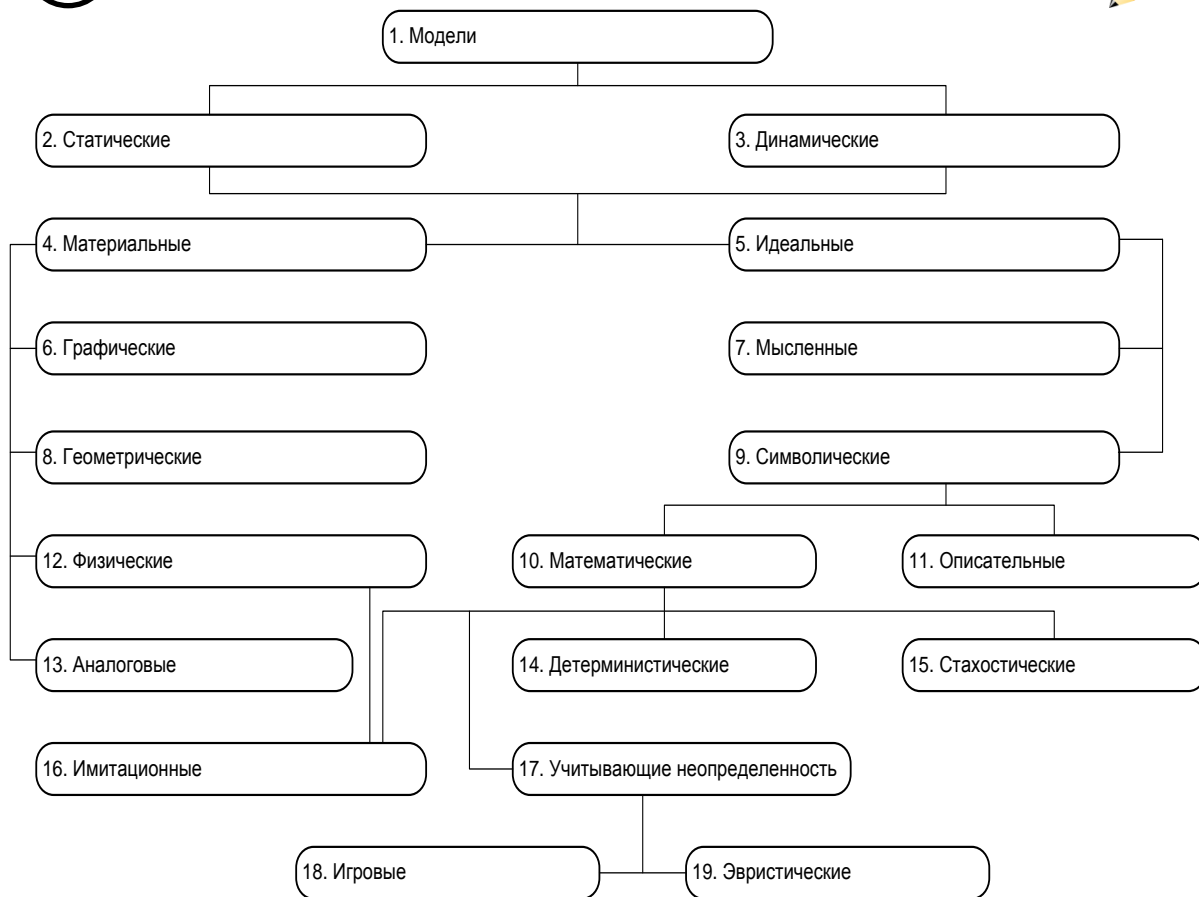 1. Модели
2. Статические
3. Динамические
4. Материальные
5. Идеальные
6. Графические
7. Мысленные
8. Геометрические
9. Символические
12. Физические
10. Математические
11. Описательные
13. Аналоговые
14. Детерминистические
15. Стахостические
16. Имитационные
17. Учитывающие неопределенность
18. Игровые
19. Эвристические